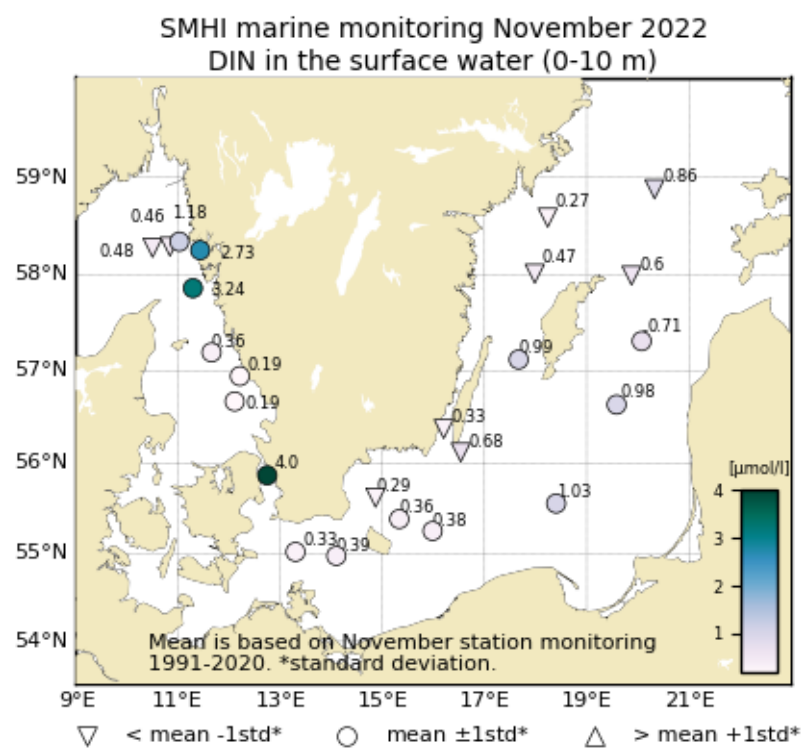 SMHI marine monitoring November 2022
DIN in the surface water (0-10 m)
59°N
58°N
57°N
56°N
55°N
54°N
0.86
0.27
0.46
1.18
0.48
2.73
0.47
0.6
3.24
0.71
0.36
0.99
0.19
0.19
0.98
0.33
0.68
4.0
0.29
0.36
0.38
1.03
0.33
0.39
[µmol/l]
4
3
2
1
Mean is based on November station monitoring
1991-2020. *standard deviation.
9°E 11°E 13°E 15°E 17°E 19°E 21°E
< mean -1std* mean ±1std* > mean +1std*